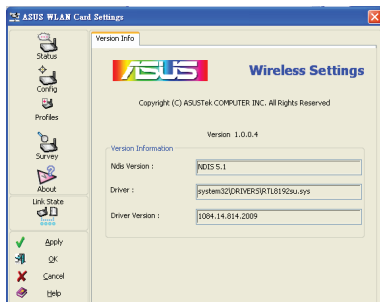 ASUS WLAN Card Settings
Status
Config
Profiles
Survey
About
Link State
Apply
OK
Cancel
Help
Version Info
ASUS
Wireless Settings
Copyright (C) ASUSTek COMPUTER INC. All Rights Reserved
Version 1.0.0.4
Version Information
Ndis Version :
NDIS 5.1
Driver :
system32\DRIVERS\RTL8192su.sys
Driver Version :
1084.14.814.2009